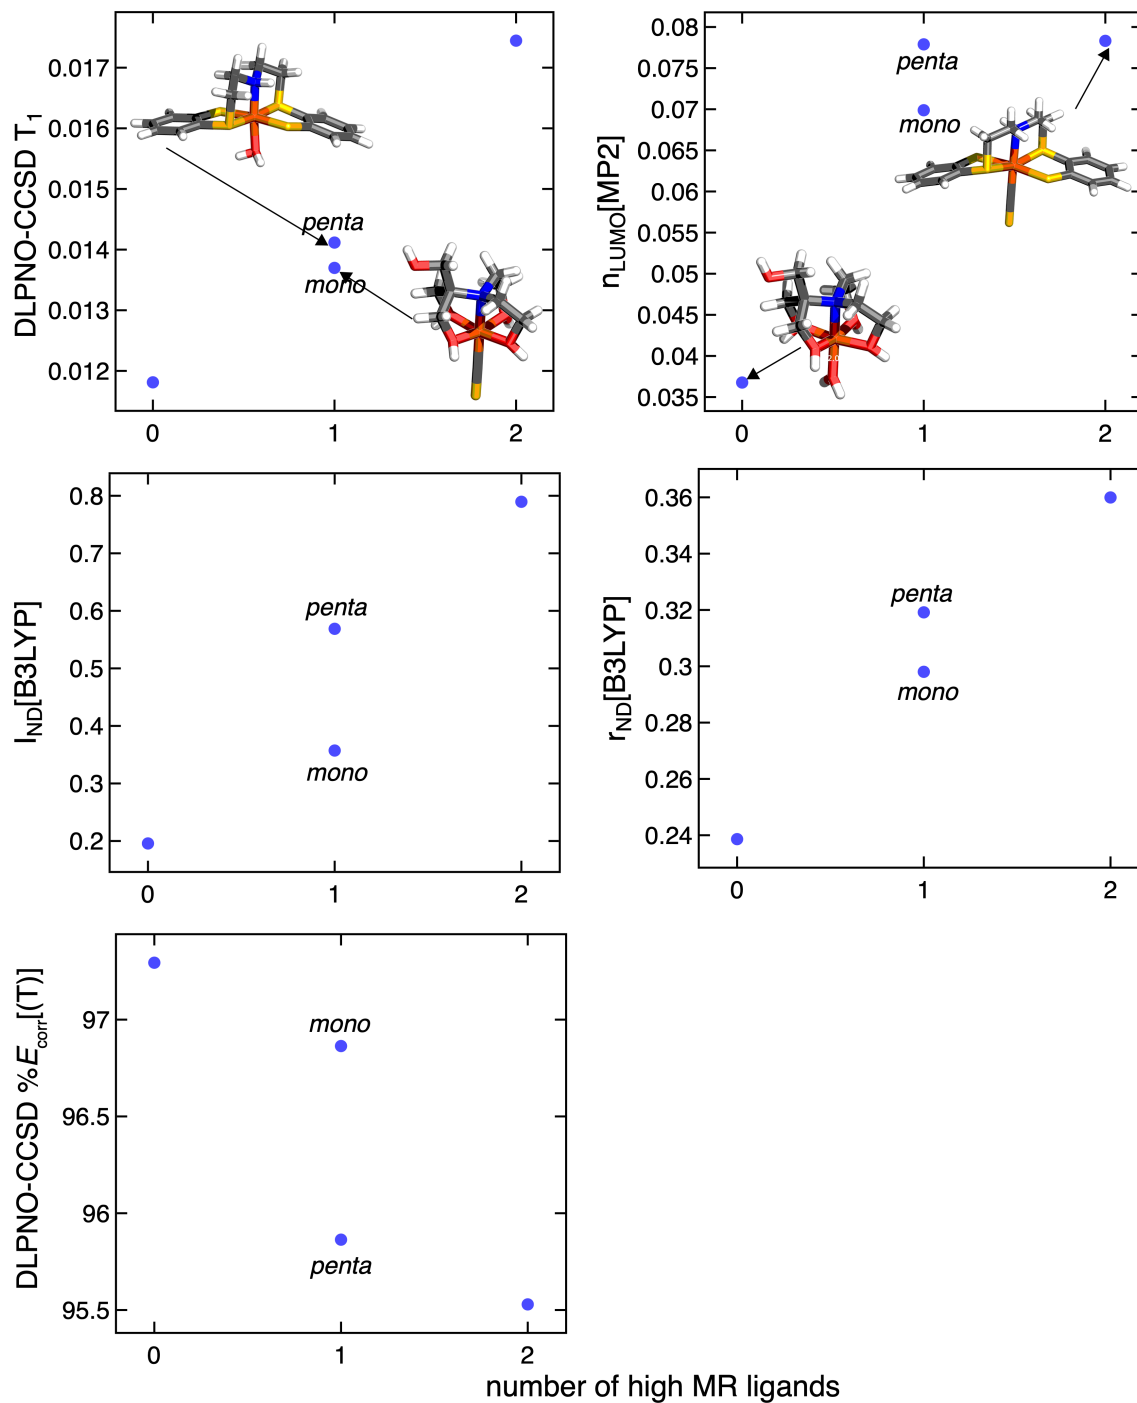 DLPNO-CCSD T1
0.017
0.016
0.015
0.014
0.013
0.012
penta
mono
0 1 2
nLUMO[MP2]
0.08
0.075
0.07
0.065
0.06
0.055
0.05
0.045
0.04
0.035
penta
mono
0 1 2
IND[B3LYP]
0.8
0.7
0.6
0.5
0.4
0.3
0.2
penta
mono
0 1 2
rND[B3LYP]
0.36
0.34
0.32
0.3
0.28
0.26
0.24
penta
mono
0 1 2
DLPNO-CCSD %Ecorr[(T)]
97
96.5
96
95.5
mono
penta
0 1 2
number of high MR ligands